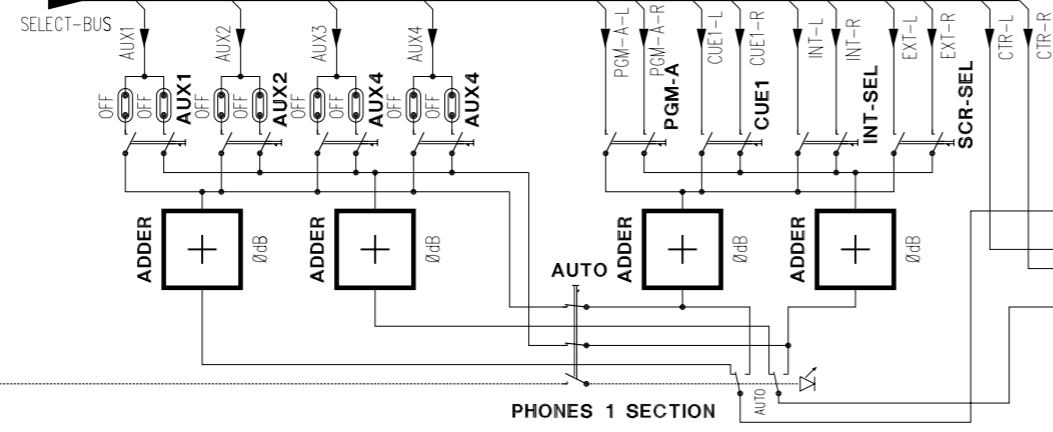 SELECT-BUS
AUX1
AUX2
AUX3
AUX4
PGM-A-L
PGM-A-R
CUE1-L
CUE1-R
INT-L
INT-R
EXT-L
EXT-R
CTR-L
CTR-R
OFF
OFF
AUX1
OFF
OFF
AUX2
OFF
OFF
AUX4
OFF
OFF
AUX4
PGM-A
CUE1
INT-SEL
SCR-SEL
ADDER
+
ØdB
ADDER
+
ØdB
ADDER
+
ØdB
ADDER
+
ØdB
AUTO
AUTO
PHONES 1 SECTION